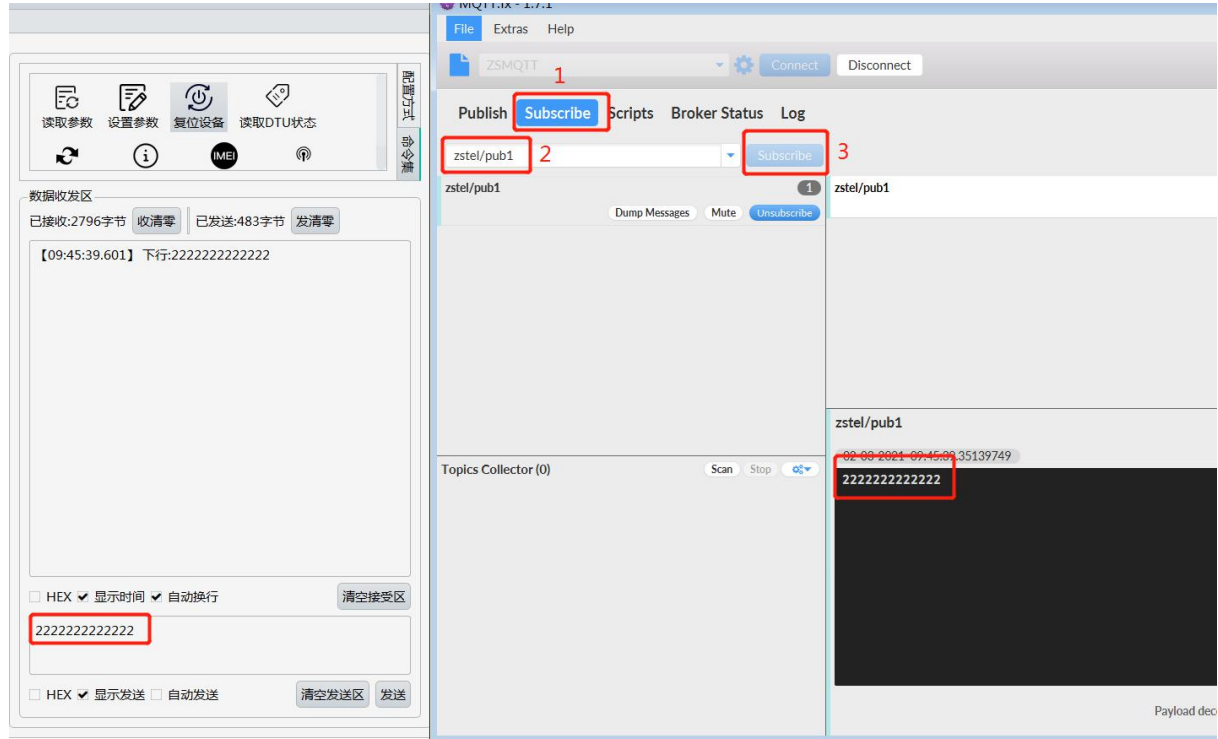 MQTT.fx - 1.7.1
File Extras Help
ZSMQTT
Connect
Disconnect
1
Publish Subscribe Scripts Broker Status Log
zstel/pub1
2
Subscribe
3
zstel/pub1
1
Dump Messages Mute Unsubscribe
zstel/pub1
Topics Collector (0)
Scan Stop
zstel/pub1
2222222222222
Payload dec
配置方式
命令集
读取参数 设置参数 复位设备 读取DTU状态
i
IMEI
数据收发区
已接收:2796字节 收清零 已发送:483字节 发清零
【09:45:39.601】下行:2222222222222
HEX 显示时间 自动换行 清空接受区
2222222222222
HEX 显示发送 自动发送 清空发送区 发送